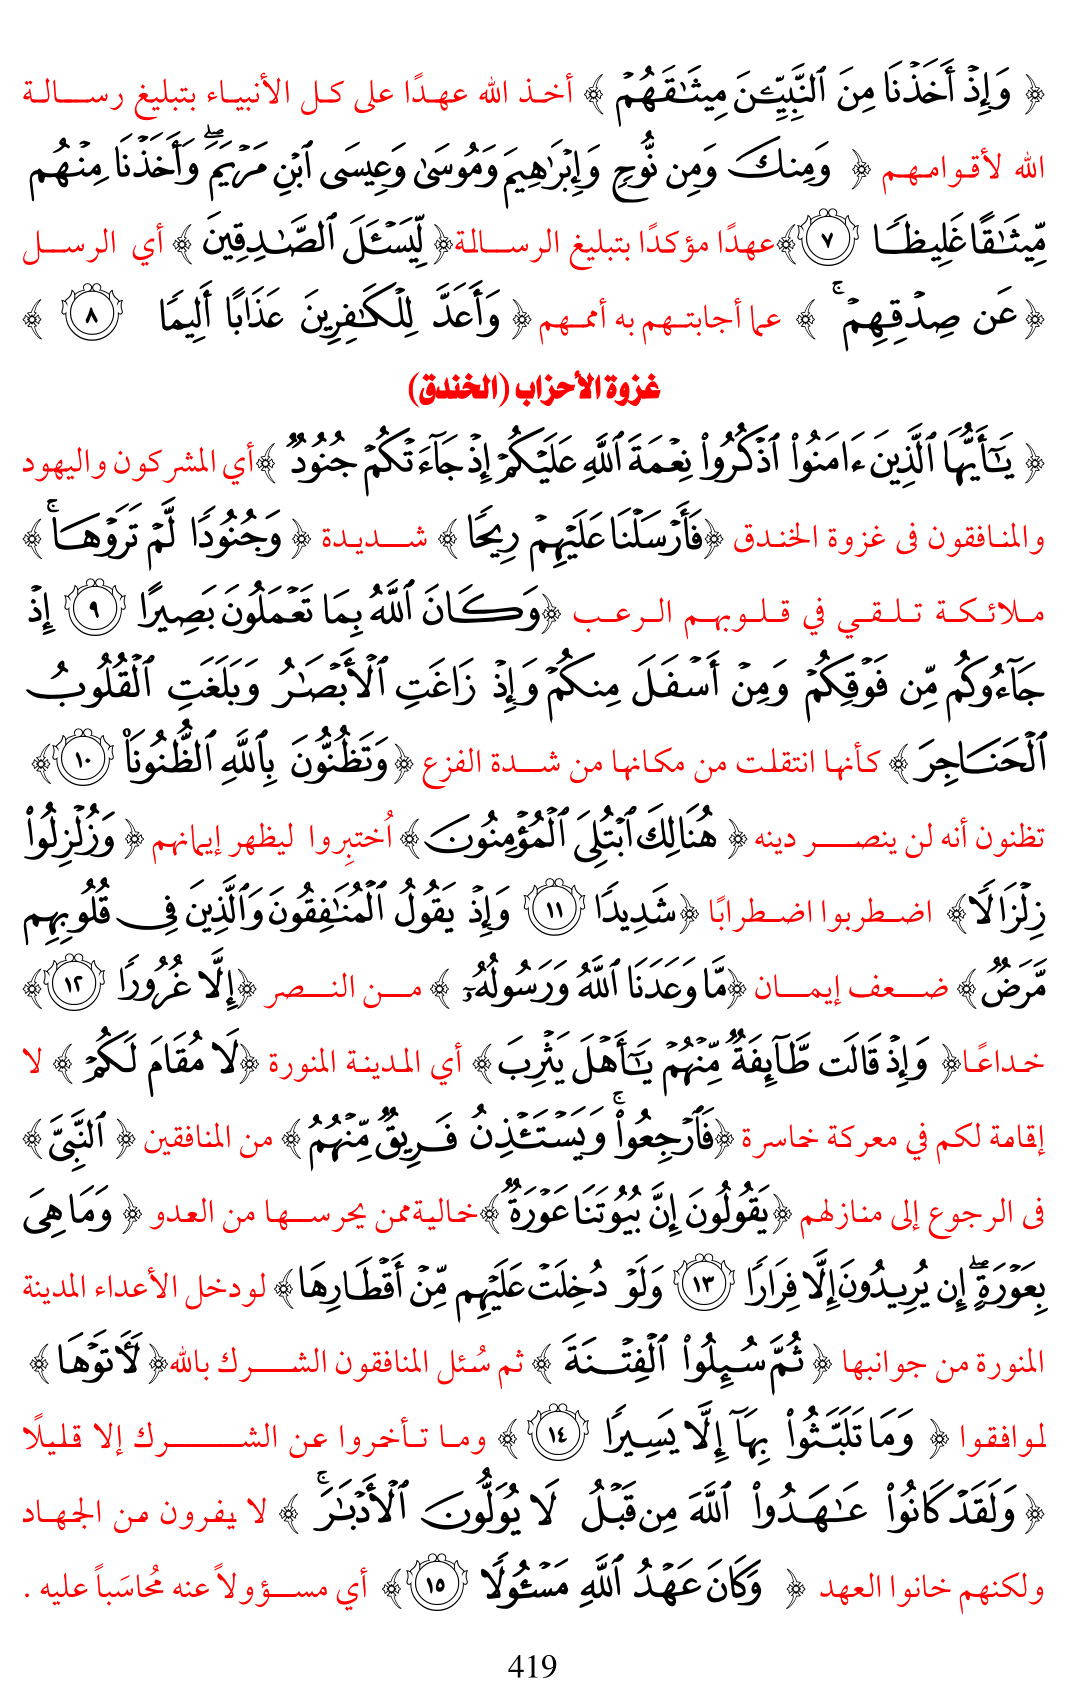 ﴿ وَإِذْ أَخَذْنَا مِنَ ٱلنَّبِيِّـۧنَ مِيثَـٰقَهُمْ ﴾ أخذ الله عهدًا على كل الأنبياء بتبليغ رسالة
الله لأقوامهم ﴿ وَمِنكَ وَمِن نُّوحٍ وَإِبْرَٰهِيمَ وَمُوسَىٰ وَعِيسَى ٱبْنِ مَرْيَمَ ۖ وَأَخَذْنَا مِنْهُم
مِّيثَـٰقًا غَلِيظًا ٧ ﴾ عهدًا مؤكدًا بتبليغ الرسالة ﴿ لِّيَسْـَٔلَ ٱلصَّـٰدِقِينَ ﴾ أي الرسل
﴿ عَن صِدْقِهِمْ ۚ ﴾ عما أجابتهم به أممهم ﴿ وَأَعَدَّ لِلْكَـٰفِرِينَ عَذَابًا أَلِيمًا ٨ ﴾
غزوة الأحزاب (الخندق)
﴿ يَـٰٓأَيُّهَا ٱلَّذِينَ ءَامَنُوا۟ ٱذْكُرُوا۟ نِعْمَةَ ٱللَّهِ عَلَيْكُمْ إِذْ جَآءَتْكُمْ جُنُودٌ ﴾ أي المشركون واليهود
والمنافقون فى غزوة الخندق ﴿ فَأَرْسَلْنَا عَلَيْهِمْ رِيحًا ﴾ شديدة ﴿ وَجُنُودًا لَّمْ تَرَوْهَا ۚ ﴾
ملائكة تلقي في قلوبهم الرعب ﴿ وَكَانَ ٱللَّهُ بِمَا تَعْمَلُونَ بَصِيرًا ٩ إِذْ
جَآءُوكُم مِّن فَوْقِكُمْ وَمِنْ أَسْفَلَ مِنكُمْ وَإِذْ زَاغَتِ ٱلْأَبْصَـٰرُ وَبَلَغَتِ ٱلْقُلُوبُ
ٱلْحَنَاجِرَ ﴾ كأنها انتقلت من مكانها من شدة الفزع ﴿ وَتَظُنُّونَ بِٱللَّهِ ٱلظُّنُونَا۠ ١٠ ﴾
تظنون أنه لن ينصر دينه ﴿ هُنَالِكَ ٱبْتُلِىَ ٱلْمُؤْمِنُونَ ﴾ أُختبِروا ليظهر إيمانهم ﴿ وَزُلْزِلُوا۟
زِلْزَالًا ﴾ اضطربوا اضطرابًا ﴿ شَدِيدًا ١١ وَإِذْ يَقُولُ ٱلْمُنَـٰفِقُونَ وَٱلَّذِينَ فِى قُلُوبِهِم
مَّرَضٌ ﴾ ضعف إيمان ﴿ مَّا وَعَدَنَا ٱللَّهُ وَرَسُولُهُۥٓ ﴾ من النصر ﴿ إِلَّا غُرُورًا ١٢ ﴾
خداعًا ﴿ وَإِذْ قَالَت طَّآئِفَةٌ مِّنْهُمْ يَـٰٓأَهْلَ يَثْرِبَ ﴾ أي المدينة المنورة ﴿ لَا مُقَامَ لَكُمْ ﴾ لا
إقامة لكم في معركة خاسرة ﴿ فَٱرْجِعُوا۟ ۚ وَيَسْتَـْٔذِنُ فَرِيقٌ مِّنْهُمُ ﴾ من المنافقين ﴿ ٱلنَّبِىَّ ﴾
فى الرجوع إلى منازلهم ﴿ يَقُولُونَ إِنَّ بُيُوتَنَا عَوْرَةٌ ﴾ خالية ممن يحرسها من العدو ﴿ وَمَا هِىَ
بِعَوْرَةٍ ۖ إِن يُرِيدُونَ إِلَّا فِرَارًا ١٣ وَلَوْ دُخِلَتْ عَلَيْهِم مِّنْ أَقْطَارِهَا ﴾ لو دخل الأعداء المدينة
المنورة من جوانبها ﴿ ثُمَّ سُئِلُوا۟ ٱلْفِتْنَةَ ﴾ ثم سُئل المنافقون الشرك بالله ﴿ لَـَٔاتَوْهَا ﴾
لوافقوا ﴿ وَمَا تَلَبَّثُوا۟ بِهَآ إِلَّا يَسِيرًا ١٤ ﴾ وما تأخروا عن الشرك إلا قليلًا
﴿ وَلَقَدْ كَانُوا۟ عَـٰهَدُوا۟ ٱللَّهَ مِن قَبْلُ لَا يُوَلُّونَ ٱلْأَدْبَـٰرَ ۚ ﴾ لا يفرون من الجهاد
ولكنهم خانوا العهد ﴿ وَكَانَ عَهْدُ ٱللَّهِ مَسْـُٔولًا ١٥ ﴾ أي مسؤولاً عنه مُحاسَباً عليه .
419